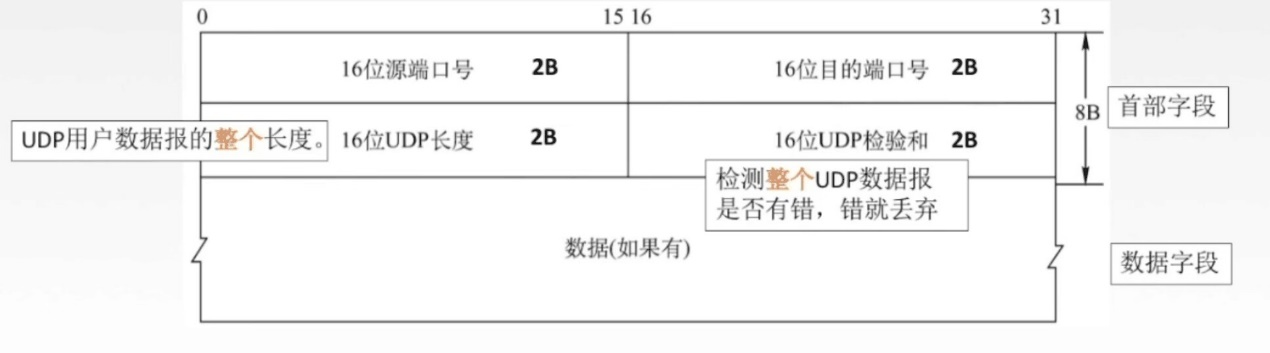 0 15 16 31
16位源端口号 2B 16位目的端口号 2B
8B 首部字段
UDP用户数据报的整个长度。 16位UDP长度 2B 16位UDP检验和 2B
检测整个UDP数据报
是否有错，错就丢弃
数据(如果有)
数据字段